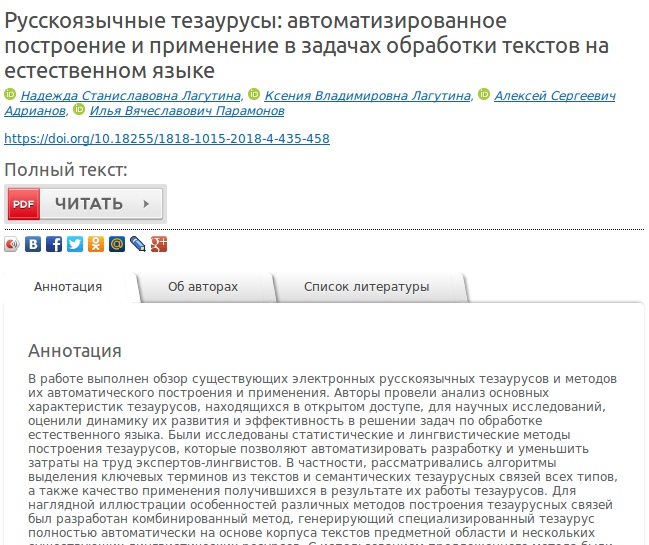 Русскоязычные тезаурусы: автоматизированное
построение и применение в задачах обработки текстов на
естественном языке
Надежда Станиславовна Лагутина, Ксения Владимировна Лагутина, Алексей Сергеевич
Адрианов, Илья Вячеславович Парамонов
https://doi.org/10.18255/1818-1015-2018-4-435-458
Полный текст:
PDF ЧИТАТЬ
Аннотация Об авторах Список литературы
Аннотация
В работе выполнен обзор существующих электронных русскоязычных тезаурусов и методов
их автоматического построения и применения. Авторы провели анализ основных
характеристик тезаурусов, находящихся в открытом доступе, для научных исследований,
оценили динамику их развития и эффективность в решении задач по обработке
естественного языка. Были исследованы статистические и лингвистические методы
построения тезаурусов, которые позволяют автоматизировать разработку и уменьшить
затраты на труд экспертов-лингвистов. В частности, рассматривались алгоритмы
выделения ключевых терминов из текстов и семантических тезаурусных связей всех типов,
а также качество применения получившихся в результате их работы тезаурусов. Для
наглядной иллюстрации особенностей различных методов построения тезаурусных связей
был разработан комбинированный метод, генерирующий специализированный тезаурус
полностью автоматически на основе корпуса текстов предметной области и нескольких